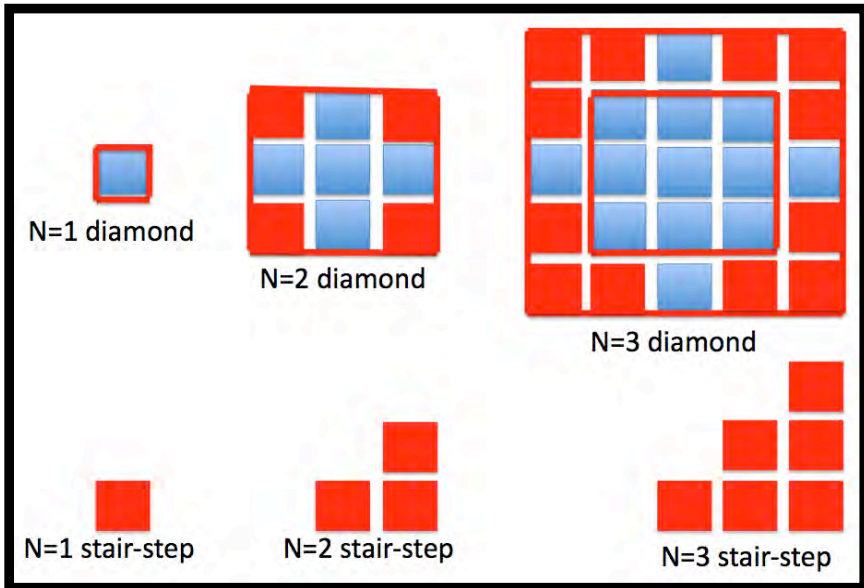 N=1 diamond
N=2 diamond
N=3 diamond
N=1 stair-step
N=2 stair-step
N=3 stair-step